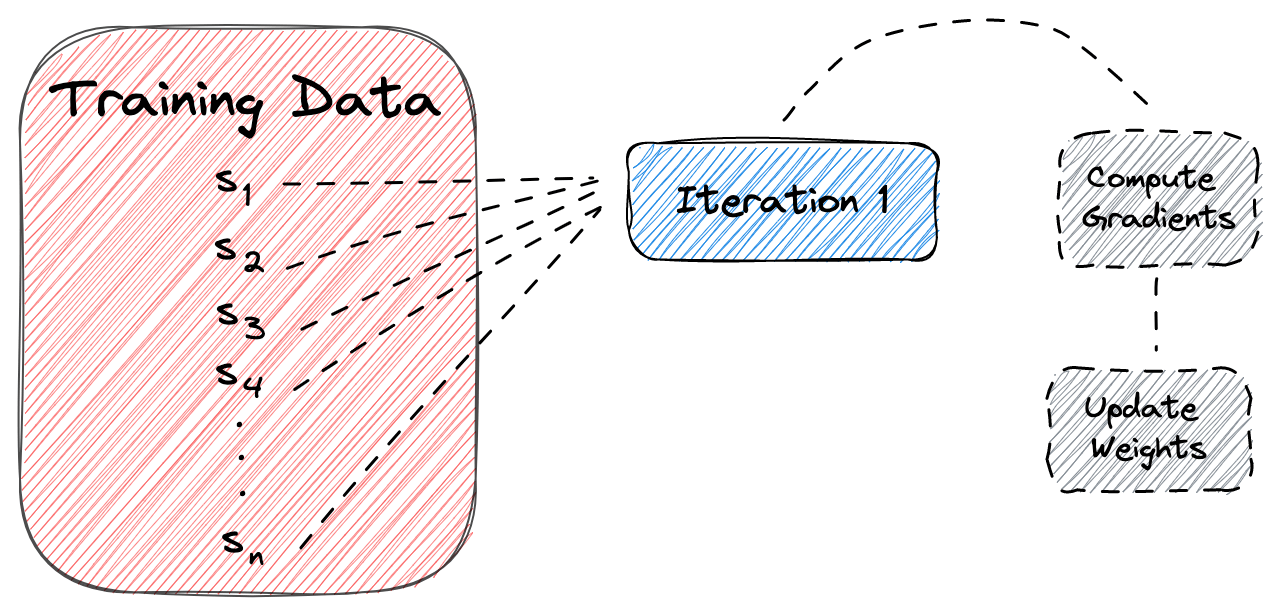 Training Data
s1
s2
s3
s4
.
.
.
sn
Iteration 1
Compute
Gradients
Update
Weights